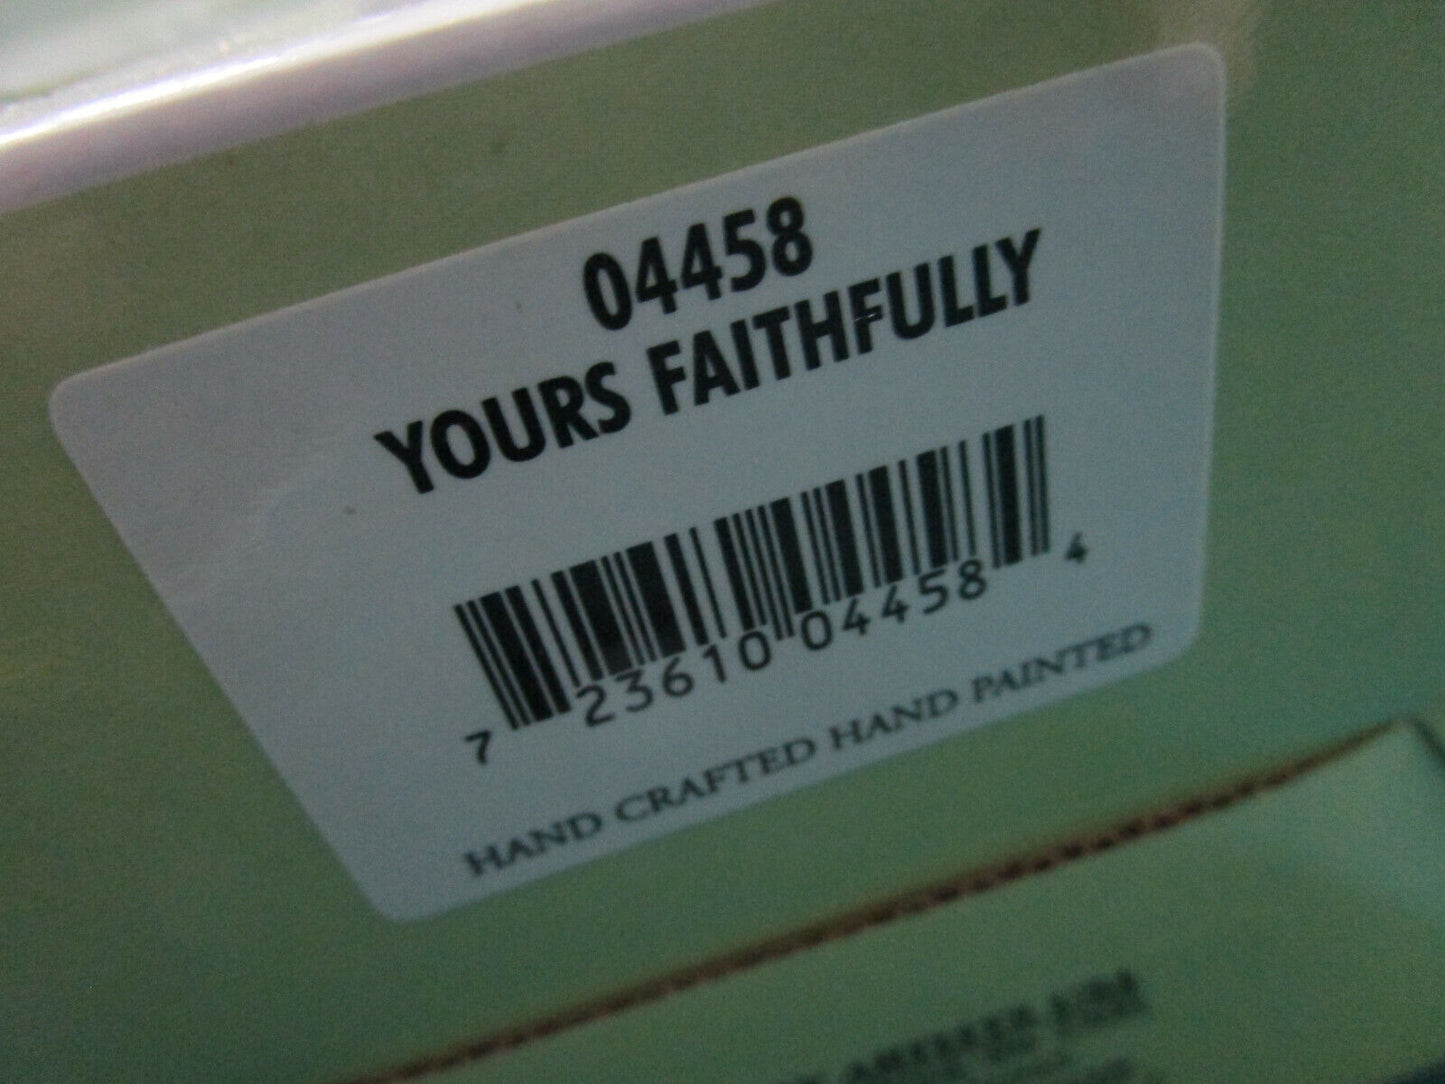 04458
YOURS FAITHFULLY
7 23610 04458 4
HAND CRAFTED HAND PAINTED